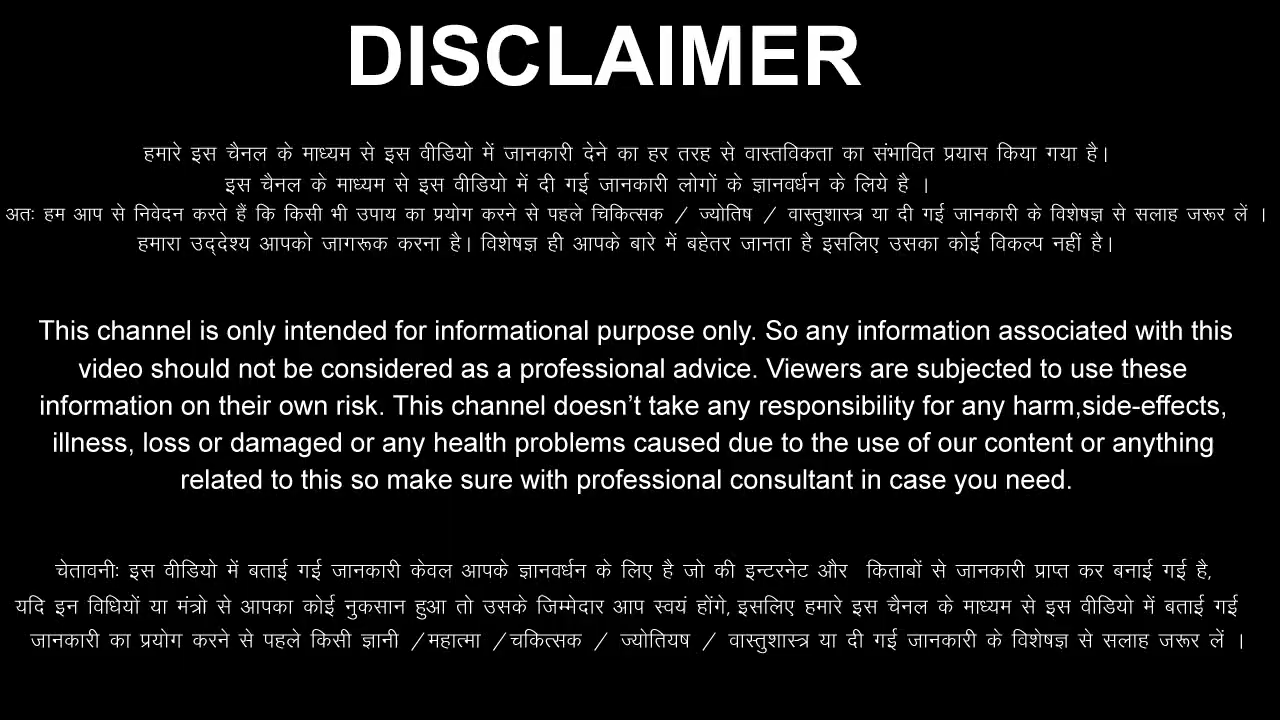 DISCLAIMER
हमारे इस चैनल के माध्यम से इस वीडियो में जानकारी देने का हर तरह से वास्तविकता का संभावित प्रयास किया गया है।
इस चैनल के माध्यम से इस वीडियो में दी गई जानकारी लोगों के ज्ञानवर्धन के लिये है ।
अतः हम आप से निवेदन करते हैं कि किसी भी उपाय का प्रयोग करने से पहले चिकित्सक / ज्योतिष / वास्तुशास्त्र या दी गई जानकारी के विशेषज्ञ से सलाह जरूर लें ।
हमारा उद्देश्य आपको जागरूक करना है। विशेषज्ञ ही आपके बारे में बहेतर जानता है इसलिए उसका कोई विकल्प नहीं है।
This channel is only intended for informational purpose only. So any information associated with this
video should not be considered as a professional advice. Viewers are subjected to use these
information on their own risk. This channel doesn’t take any responsibility for any harm,side-effects,
illness, loss or damaged or any health problems caused due to the use of our content or anything
related to this so make sure with professional consultant in case you need.
चेतावनीः इस वीडियो में बताई गई जानकारी केवल आपके ज्ञानवर्धन के लिए है जो की इन्टरनेट और किताबों से जानकारी प्राप्त कर बनाई गई है,
यदि इन विधियों या मंत्रो से आपका कोई नुकसान हुआ तो उसके जिम्मेदार आप स्वयं होंगे, इसलिए हमारे इस चैनल के माध्यम से इस वीडियो में बताई गई
जानकारी का प्रयोग करने से पहले किसी ज्ञानी /महात्मा /चकित्सक / ज्योतियष / वास्तुशास्त्र या दी गई जानकारी के विशेषज्ञ से सलाह जरूर लें ।